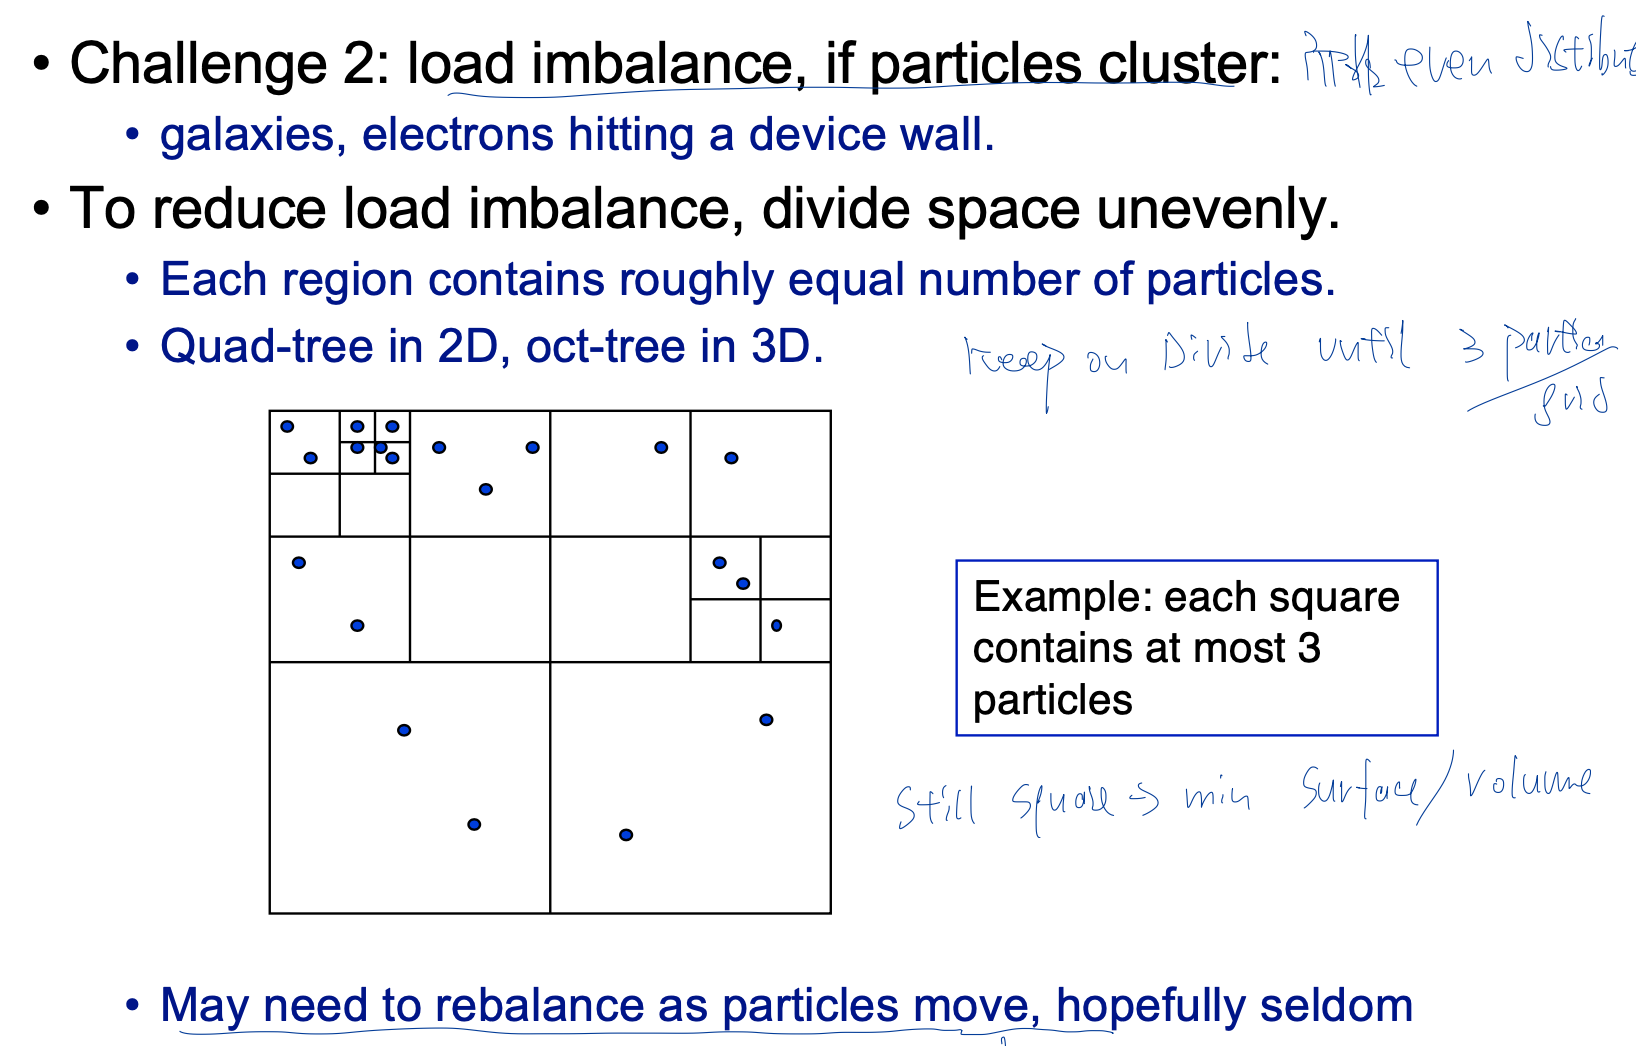 • Challenge 2: load imbalance, if particles cluster: even distribut
• galaxies, electrons hitting a device wall.
• To reduce load imbalance, divide space unevenly.
• Each region contains roughly equal number of particles.
• Quad-tree in 2D, oct-tree in 3D.
keep on Divide until 3
grid
Example: each square
contains at most 3
particles
Still square → min surface/volume
• May need to rebalance as particles move, hopefully seldom